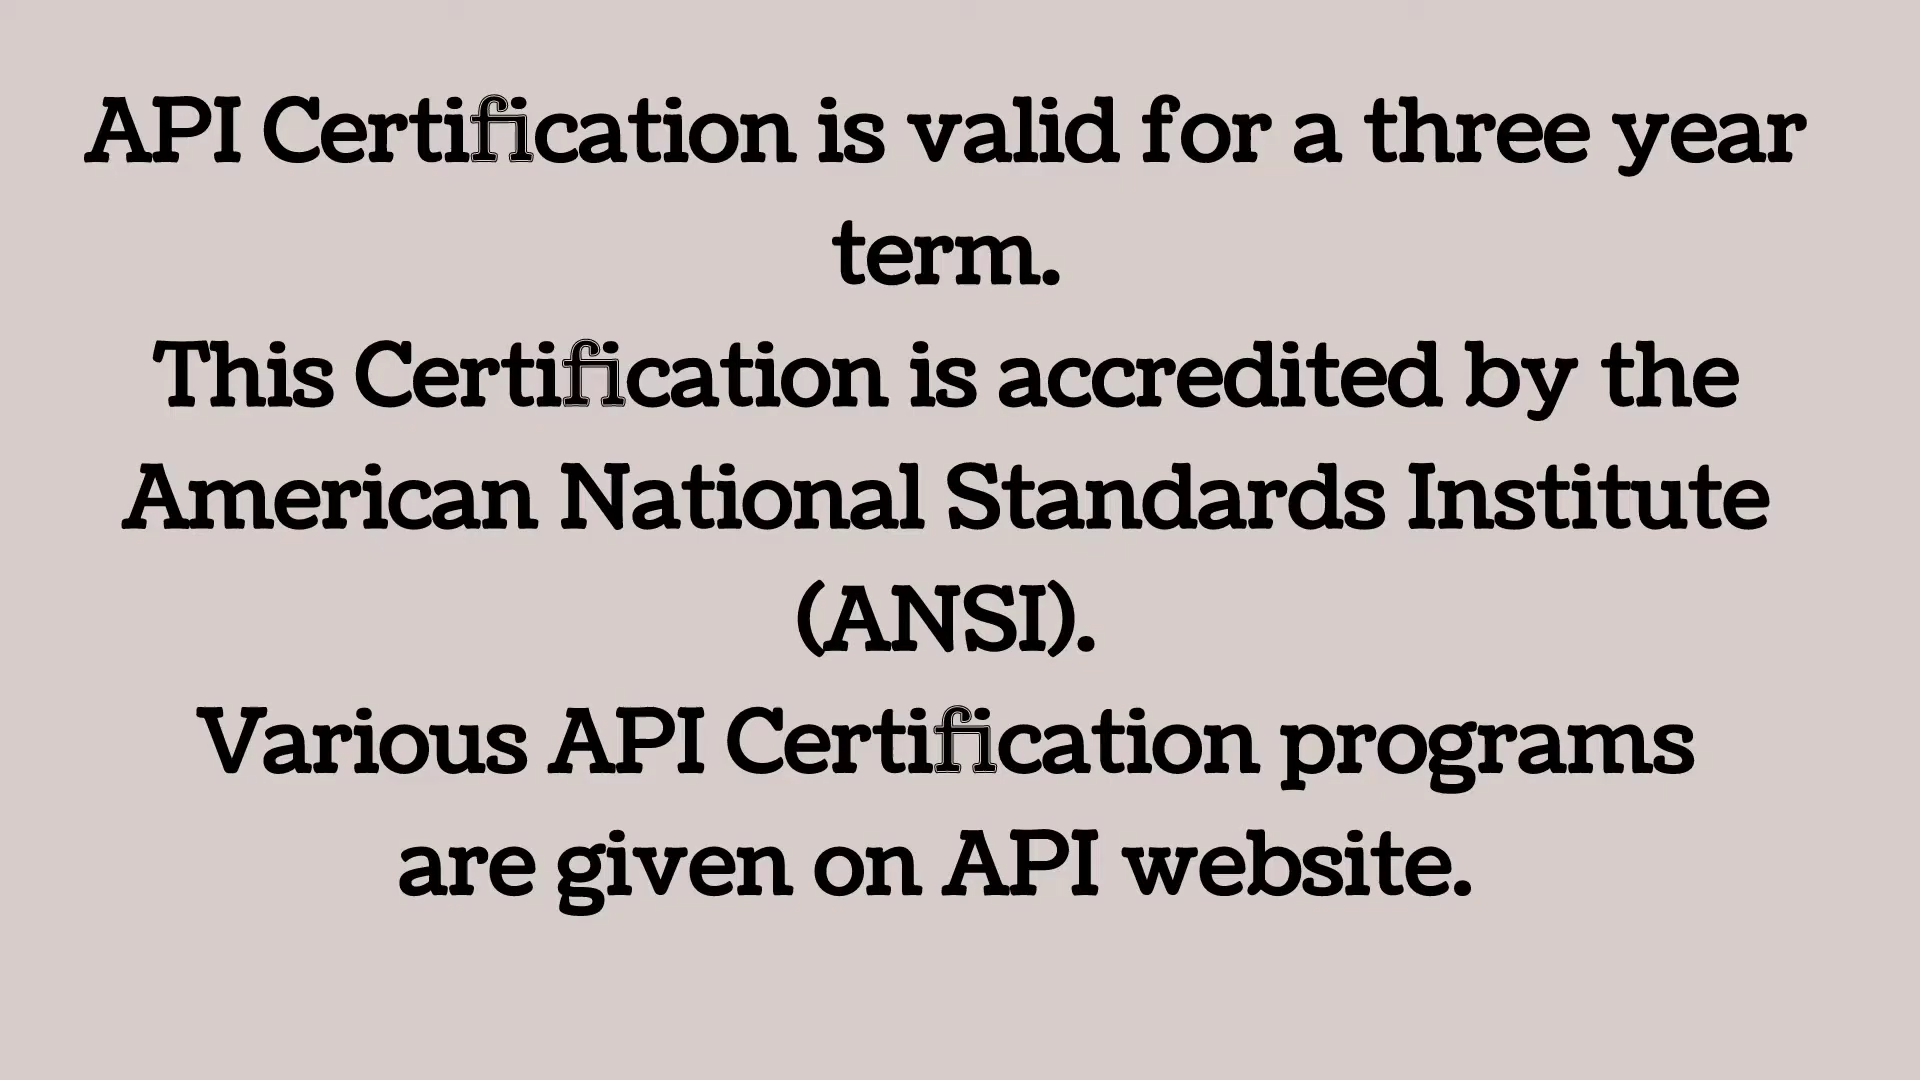 API Certification is valid for a three year
term.
This Certification is accredited by the
American National Standards Institute
(ANSI).
Various API Certification programs
are given on API website.